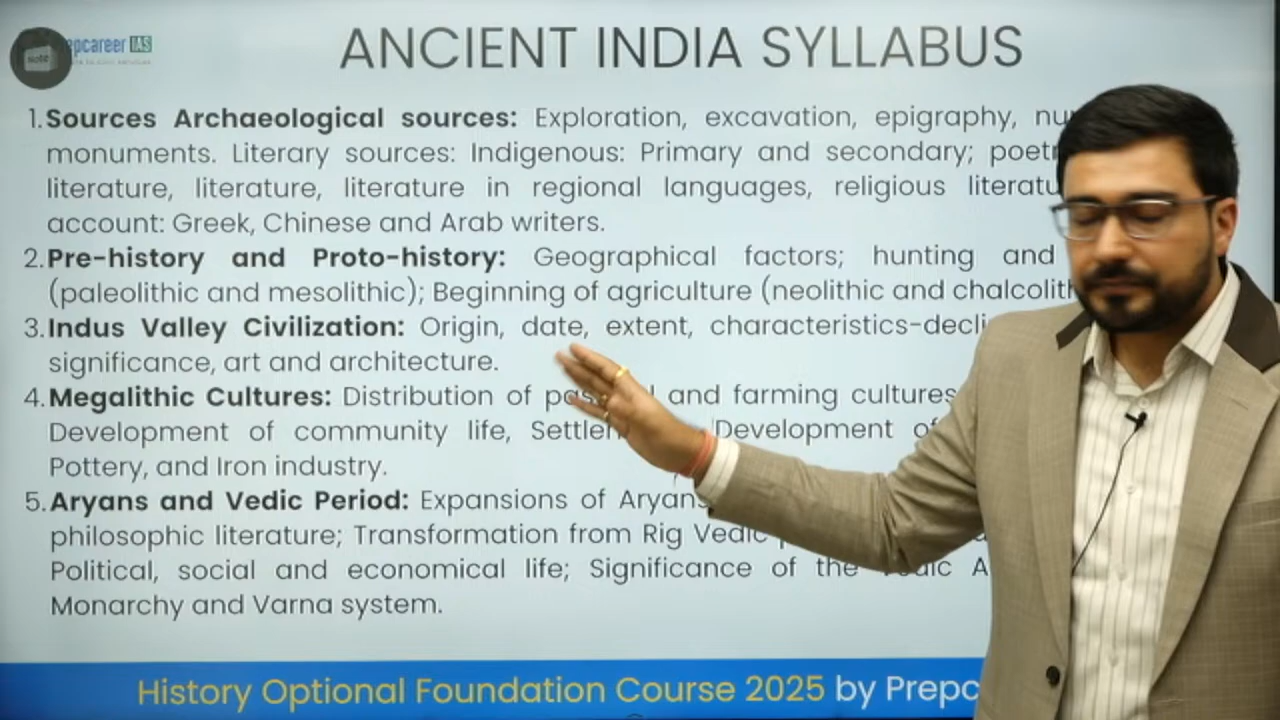 note
epcareer IAS
ANCIENT INDIA SYLLABUS
1. Sources Archaeological sources: Exploration, excavation, epigraphy,
monuments. Literary sources: Indigenous: Primary and secondary;
literature, literature, literature in regional languages, religious
account: Greek, Chinese and Arab writers.
2. Pre-history and Proto-history: Geographical factors; hunting and
(paleolithic and mesolithic); Beginning of agriculture (neolithic and
3. Indus Valley Civilization: Origin, date, extent,
significance, art and architecture.
4. Megalithic Cultures: Distribution of and farming cultures
Development of community life, Development of
Pottery, and Iron industry.
5. Aryans and Vedic Period: Expansions of
philosophic literature; Transformation from Rig Vedic
Political, social and economical life; Significance of the Vedic
Monarchy and Varna system.
History Optional Foundation Course 2025 by